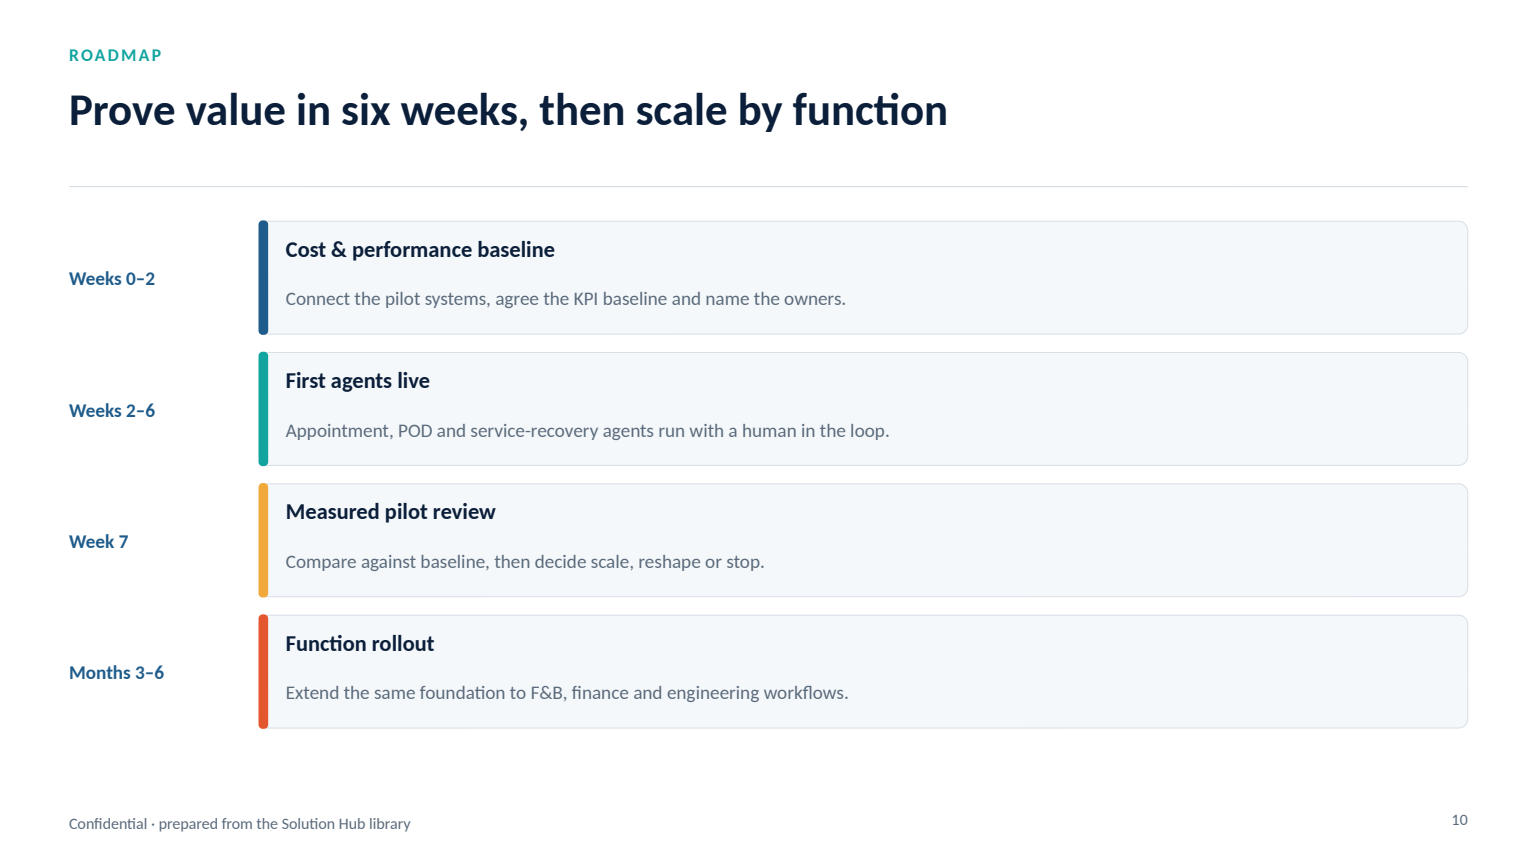 ROADMAP
Prove value in six weeks, then scale by function
Weeks 0–2
Cost & performance baseline
Connect the pilot systems, agree the KPI baseline and name the owners.
Weeks 2–6
First agents live
Appointment, POD and service-recovery agents run with a human in the loop.
Week 7
Measured pilot review
Compare against baseline, then decide scale, reshape or stop.
Months 3–6
Function rollout
Extend the same foundation to F&B, finance and engineering workflows.
Confidential · prepared from the Solution Hub library
10